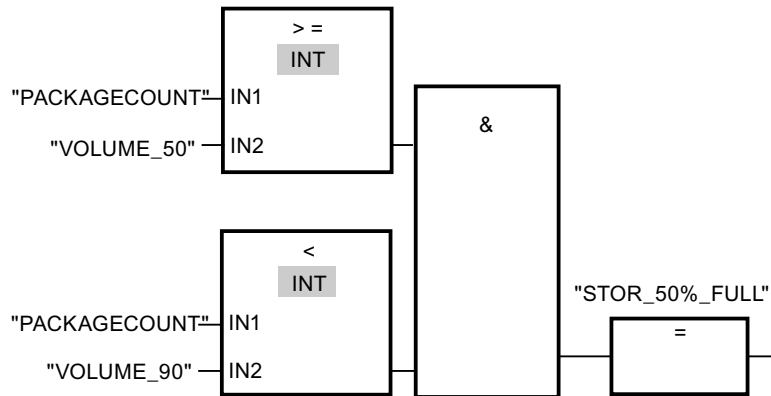 > =
INT
"PACKAGECOUNT" IN1
"VOLUME_50" IN2
&
<
INT
"STOR_50%_FULL"
"PACKAGECOUNT" IN1
=
"VOLUME_90" IN2